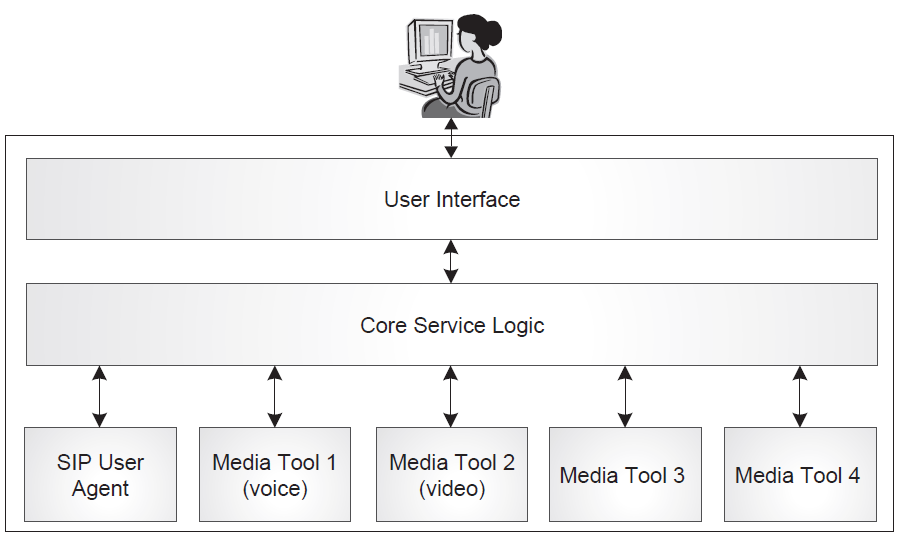 User Interface
Core Service Logic
SIP User
Agent
Media Tool 1
(voice)
Media Tool 2
(video)
Media Tool 3
Media Tool 4